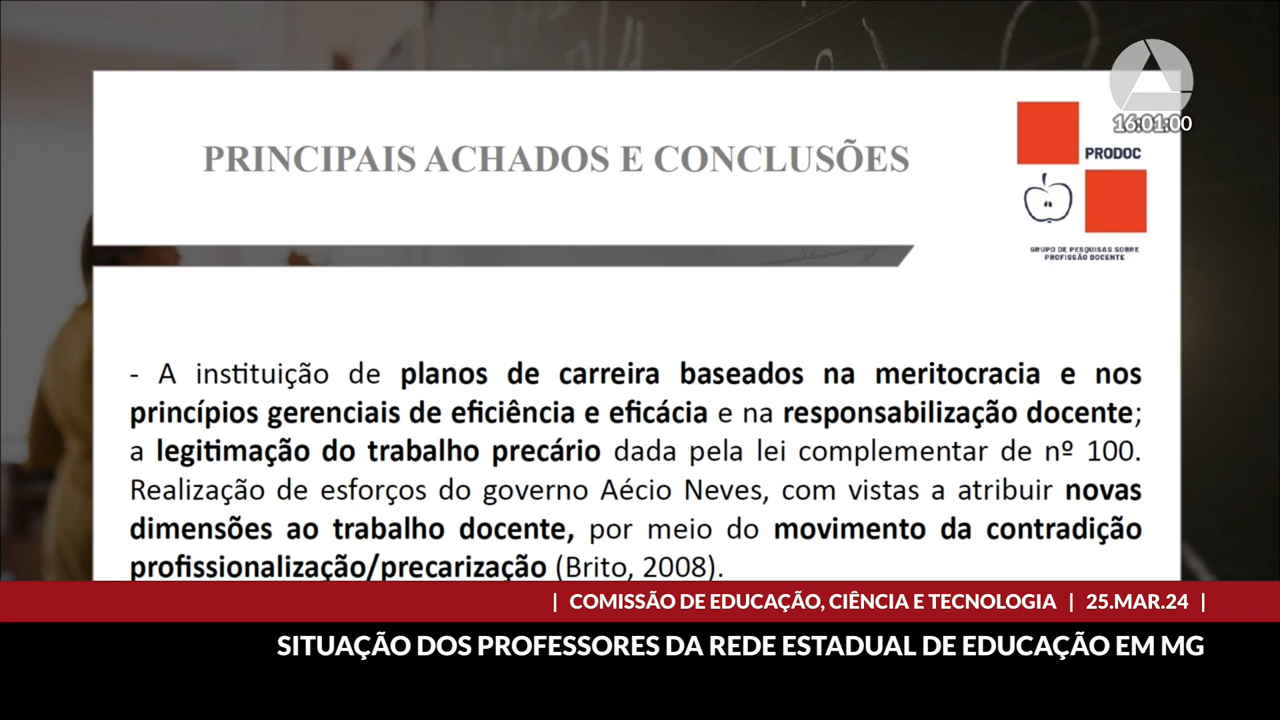 16:01:00
PRINCIPAIS ACHADOS E CONCLUSÕES
PRODOC
GRUPO DE PESQUISAS SOBRE
PROFISSÃO DOCENTE
- A instituição de planos de carreira baseados na meritocracia e nos
princípios gerenciais de eficiência e eficácia e na responsabilização docente;
a legitimação do trabalho precário dada pela lei complementar de nº 100.
Realização de esforços do governo Aécio Neves, com vistas a atribuir novas
dimensões ao trabalho docente, por meio do movimento da contradição
profissionalização/precarização (Brito, 2008).
| COMISSÃO DE EDUCAÇÃO, CIÊNCIA E TECNOLOGIA | 25.MAR.24 |
SITUAÇÃO DOS PROFESSORES DA REDE ESTADUAL DE EDUCAÇÃO EM MG